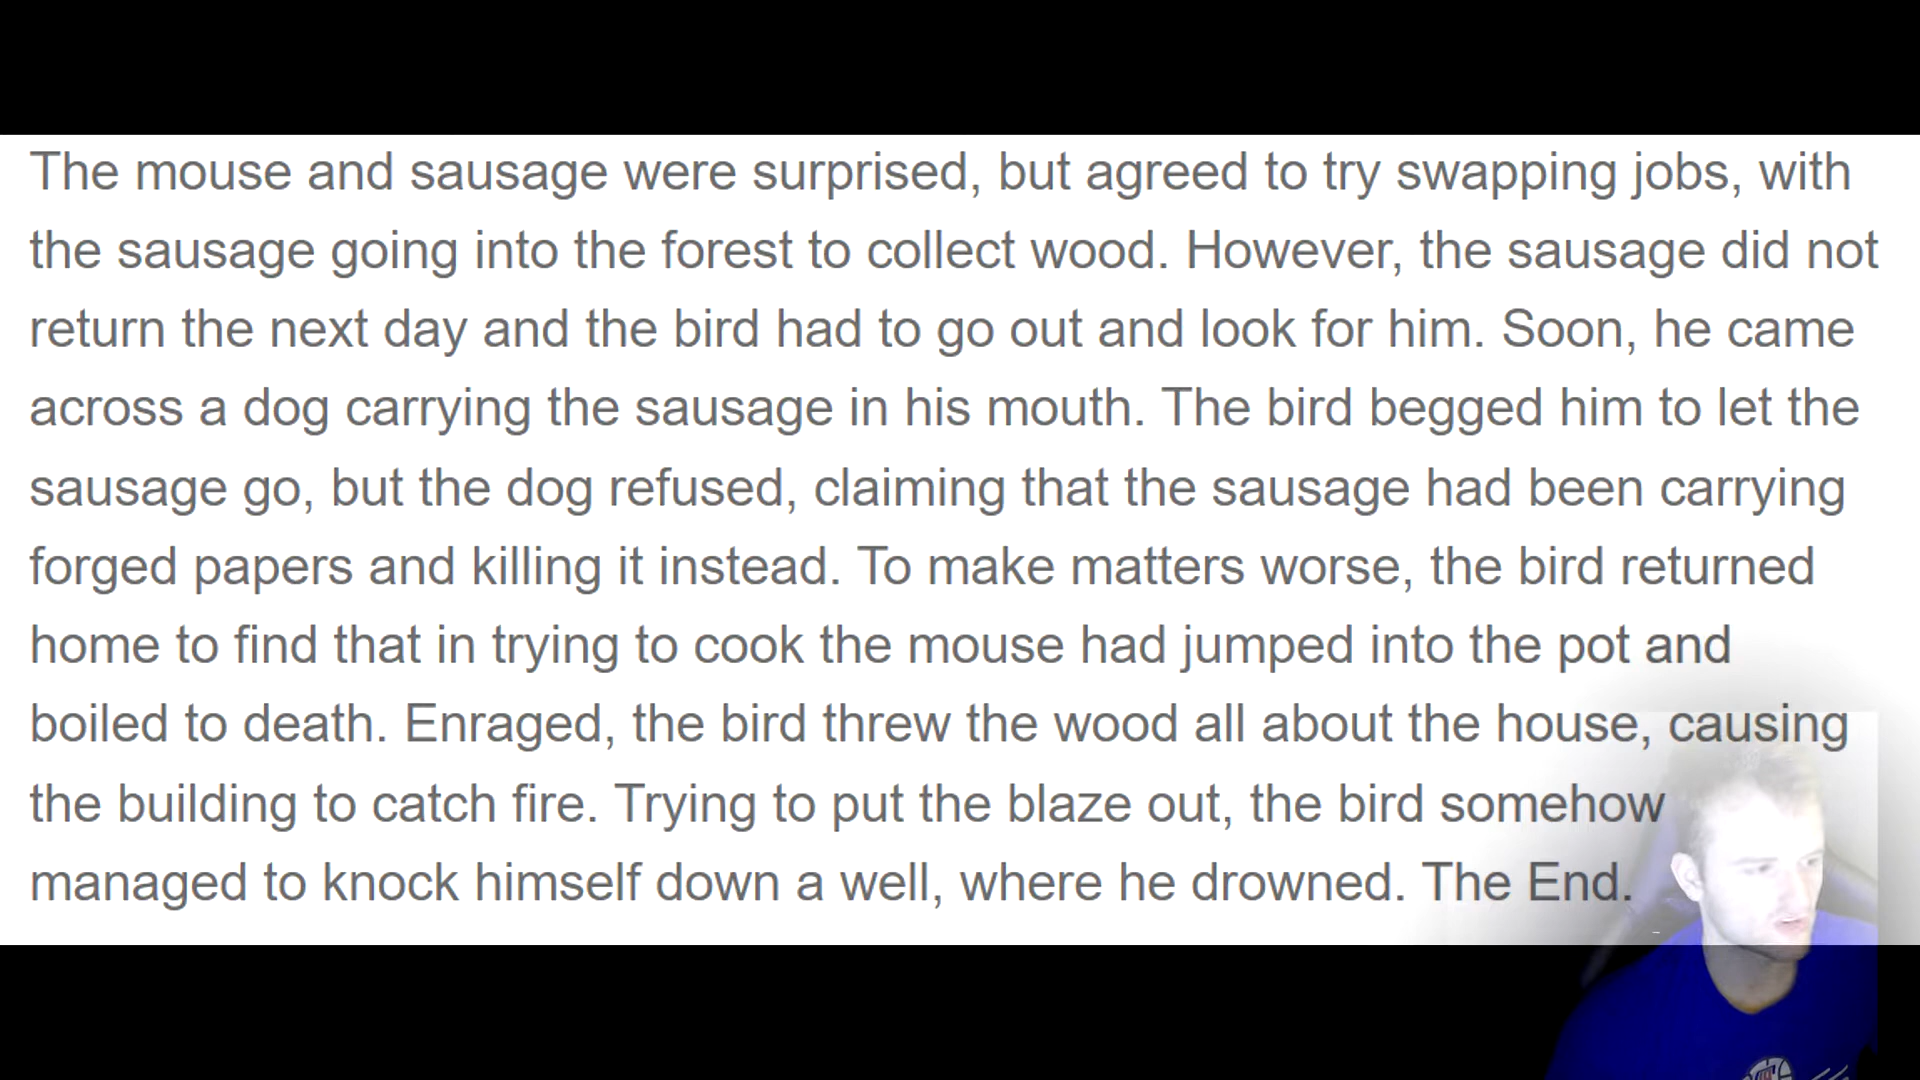 The mouse and sausage were surprised, but agreed to try swapping jobs, with
the sausage going into the forest to collect wood. However, the sausage did not
return the next day and the bird had to go out and look for him. Soon, he came
across a dog carrying the sausage in his mouth. The bird begged him to let the
sausage go, but the dog refused, claiming that the sausage had been carrying
forged papers and killing it instead. To make matters worse, the bird returned
home to find that in trying to cook the mouse had jumped into the pot and
boiled to death. Enraged, the bird threw the wood all about the house, causing
the building to catch fire. Trying to put the blaze out, the bird somehow
managed to knock himself down a well, where he drowned. The End.